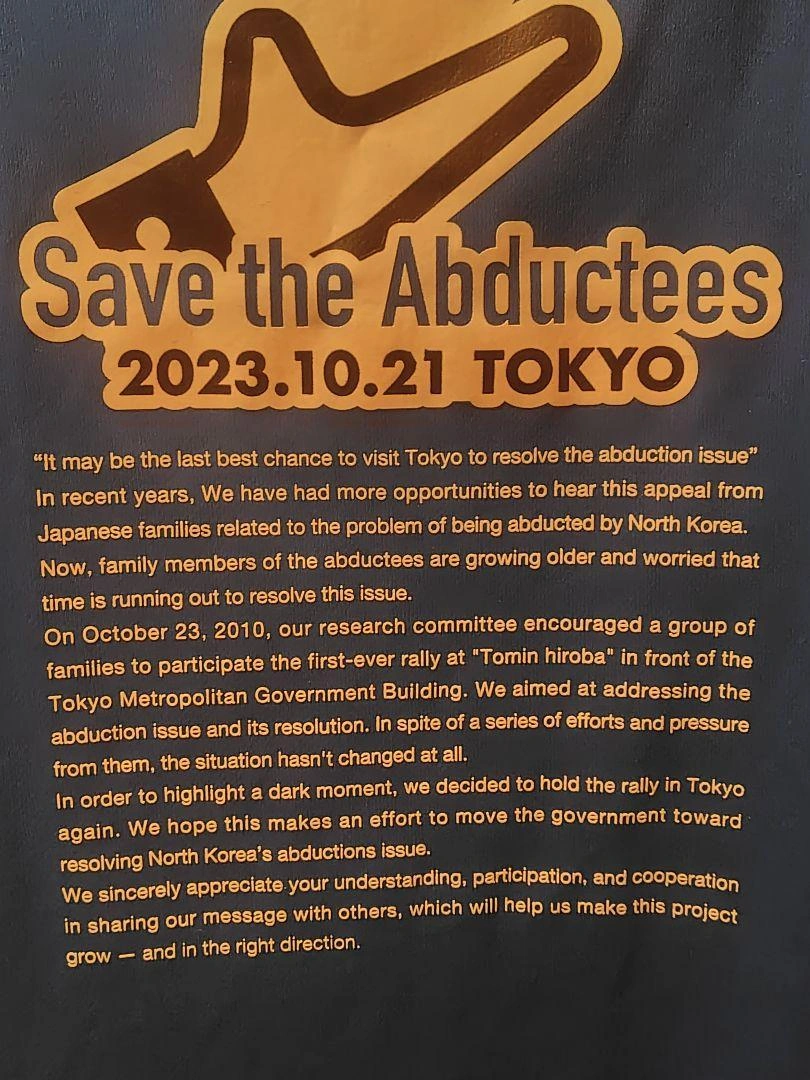 Save the Abductees
2023.10.21 TOKYO
“It may be the last best chance to visit Tokyo to resolve the abduction issue”
In recent years, We have had more opportunities to hear this appeal from
Japanese families related to the problem of being abducted by North Korea.
Now, family members of the abductees are growing older and worried that
time is running out to resolve this issue.
On October 23, 2010, our research committee encouraged a group of
families to participate the first-ever rally at "Tomin hiroba" in front of the
Tokyo Metropolitan Government Building. We aimed at addressing the
abduction issue and its resolution. In spite of a series of efforts and pressure
from them, the situation hasn't changed at all.
In order to highlight a dark moment, we decided to hold the rally in Tokyo
again. We hope this makes an effort to move the government toward
resolving North Korea's abductions issue.
We sincerely appreciate your understanding, participation, and cooperation
in sharing our message with others, which will help us make this project
grow — and in the right direction.